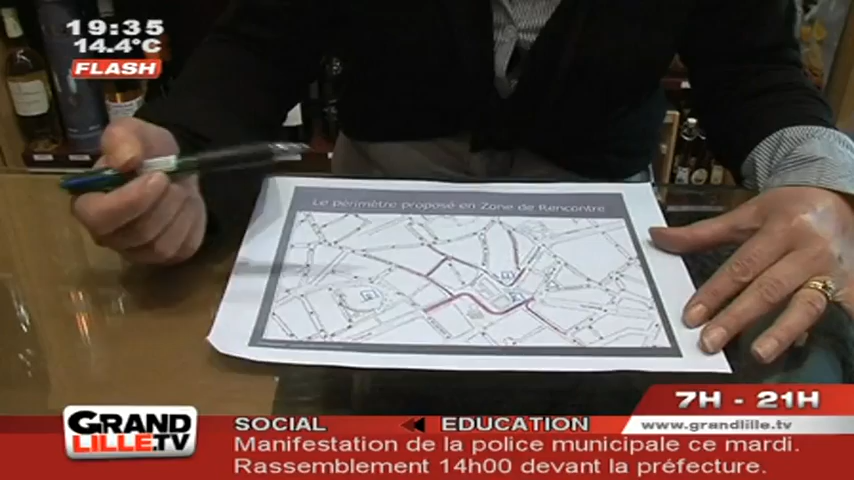 19:35
14.4°C
FLASH
Le périmètre proposé en Zone de Rencontre
7H - 21H
www.grandlille.tv
GRAND
LILLE.TV
SOCIAL
EDUCATION
Manifestation de la police municipale ce mardi.
Rassemblement 14h00 devant la préfecture.